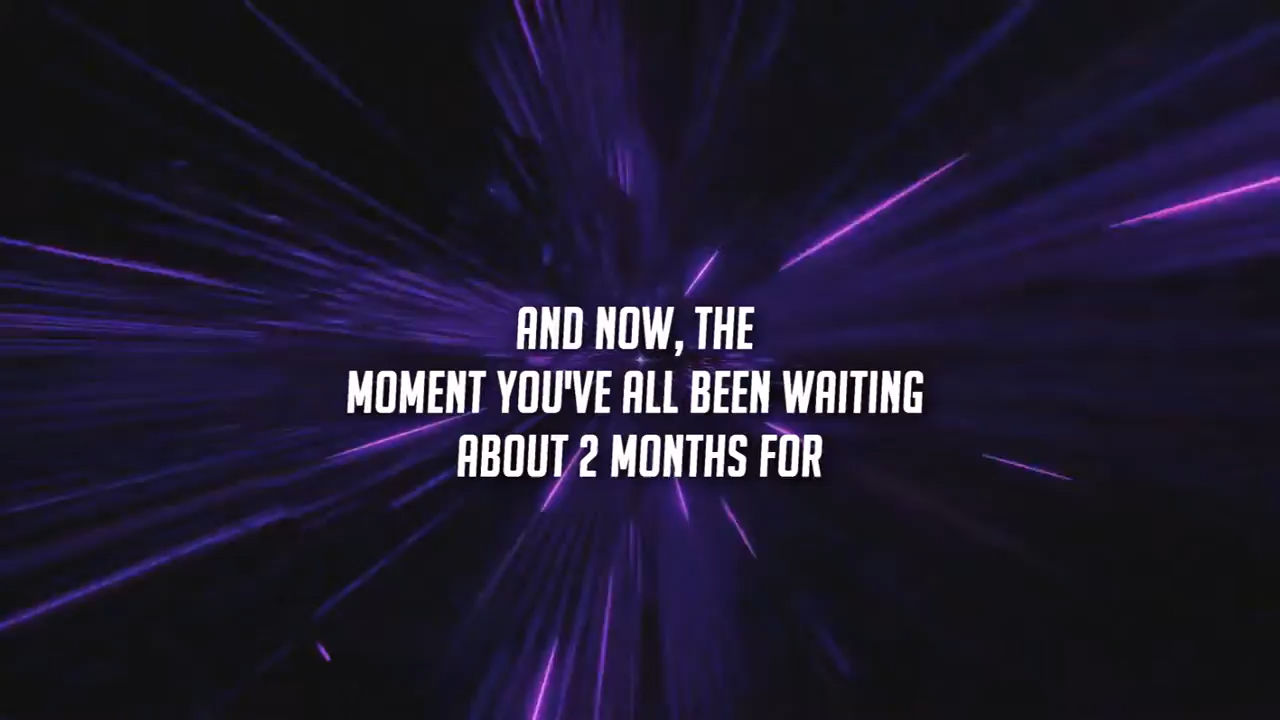 AND NOW, THE
MOMENT YOU'VE ALL BEEN WAITING
ABOUT 2 MONTHS FOR